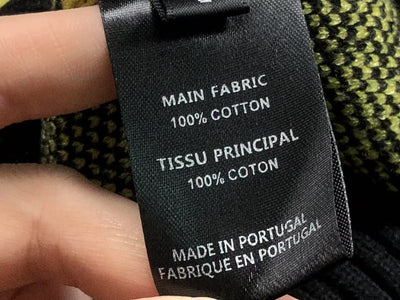 MAIN FABRIC
100% COTTON
TISSU PRINCIPAL
100% COTON
MADE IN PORTUGAL
FABRIQUE EN PORTUGAL